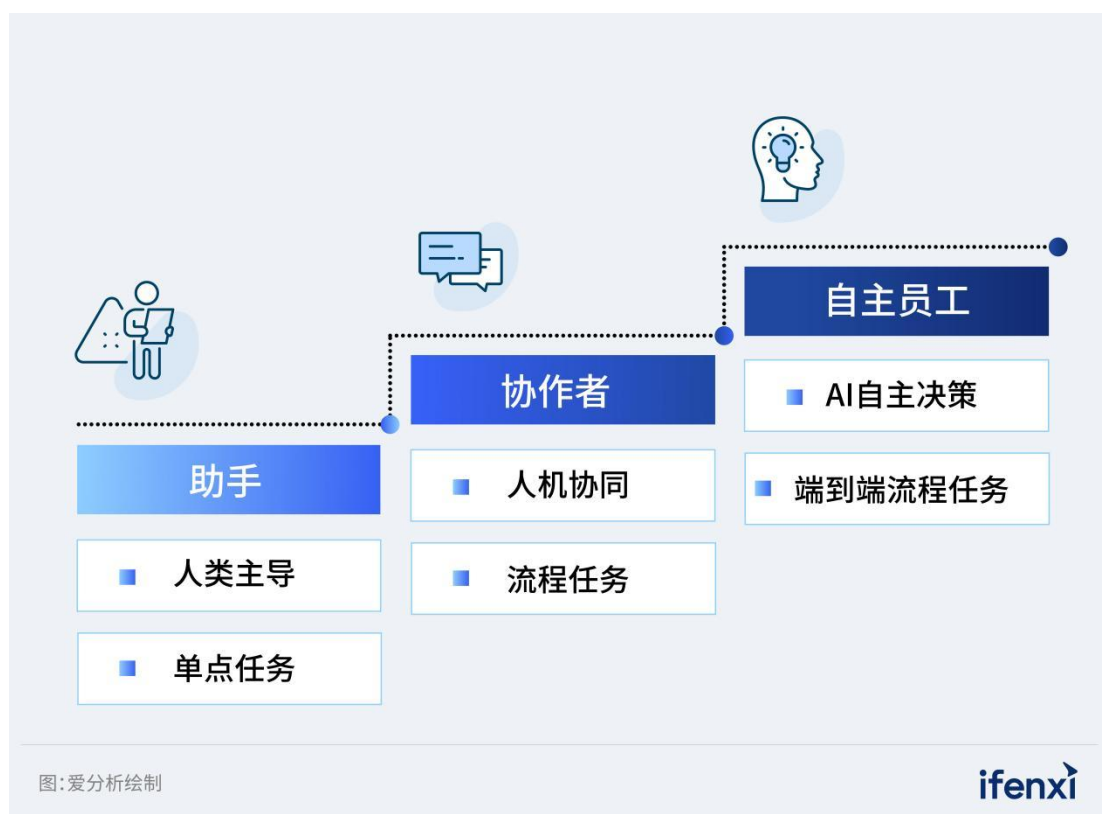 助手
人类主导
单点任务
协作者
人机协同
流程任务
自主员工
AI自主决策
端到端流程任务
图:爱分析绘制
ifenxi